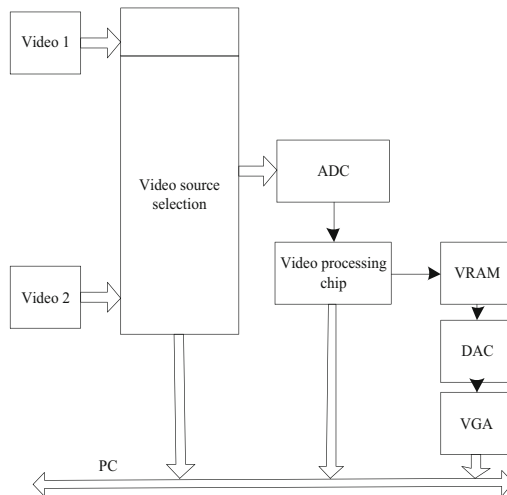 Video 1
Video source
selection
ADC
Video 2
Video processing
chip
VRAM
DAC
VGA
PC